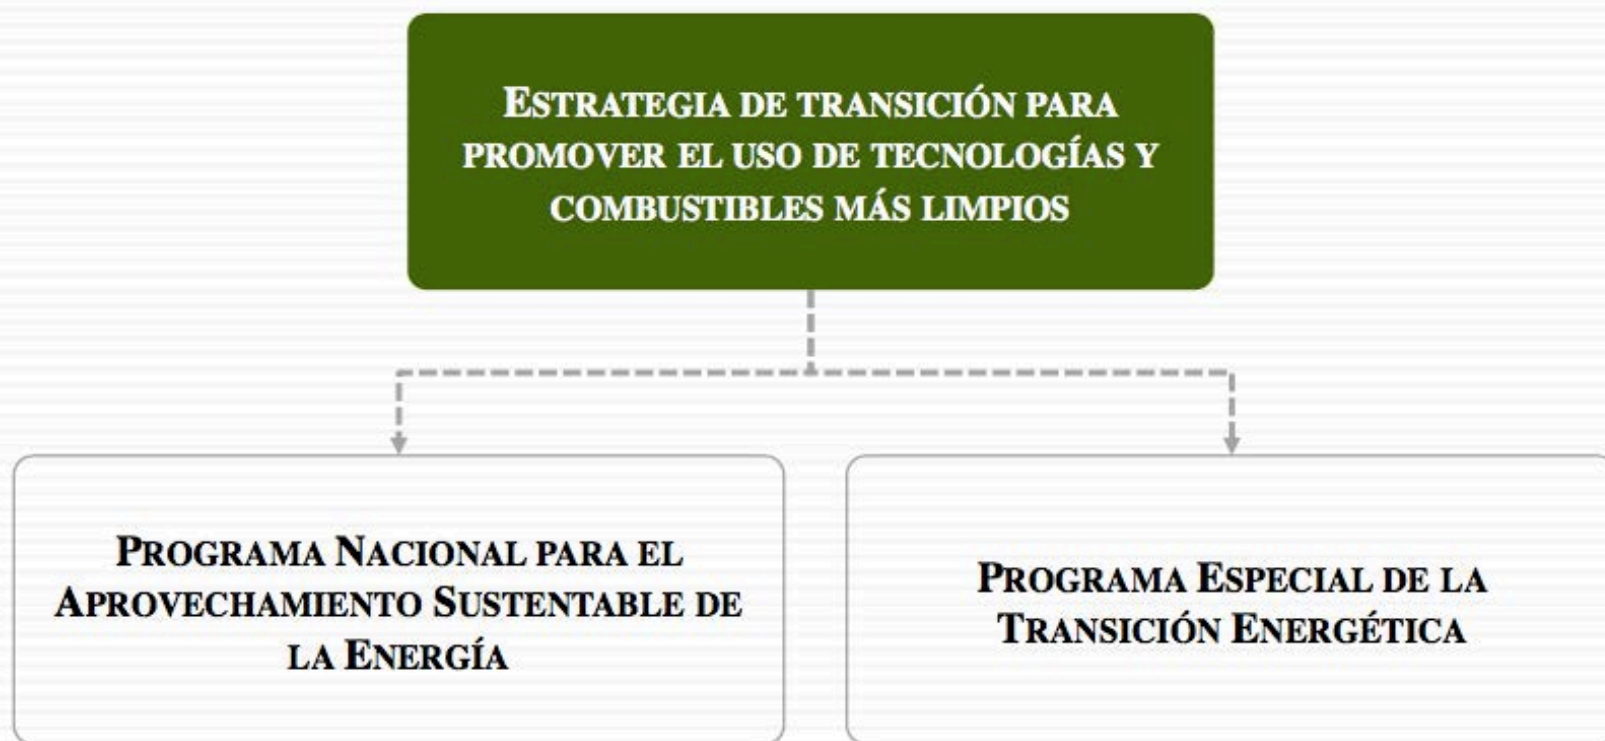 ESTRATEGIA DE TRANSICIÓN PARA
PROMOVER EL USO DE TECNOLOGÍAS Y
COMBUSTIBLES MÁS LIMPIOS
PROGRAMA NACIONAL PARA EL
APROVECHAMIENTO SUSTENTABLE DE
LA ENERGÍA
PROGRAMA ESPECIAL DE LA
TRANSICIÓN ENERGÉTICA